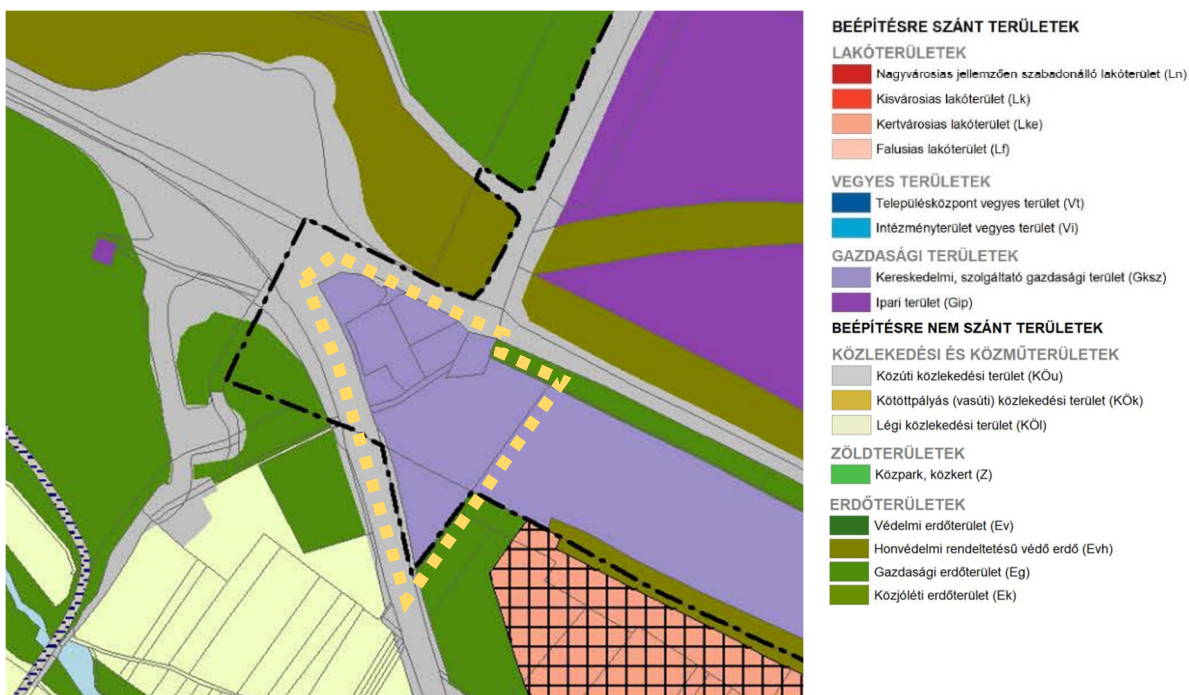 BEÉPÍTÉSRE SZÁNT TERÜLETEK
LAKÓTERÜLETEK
Nagyvárosias jellemzően szabadonálló lakóterület (Ln)
Kisvárosias lakóterület (Lk)
Kertvárosias lakóterület (Lke)
Falusias lakóterület (Lf)
VEGYES TERÜLETEK
Településközpont vegyes terület (Vt)
Intézményterület vegyes terület (Vi)
GAZDASÁGI TERÜLETEK
Kereskedelmi, szolgáltató gazdasági terület (Gksz)
Ipari terület (Gip)
BEÉPÍTÉSRE NEM SZÁNT TERÜLETEK
KÖZLEKEDÉSI ÉS KÖZMŰTERÜLETEK
Közúti közlekedési terület (KÖu)
Kötöttpályás (vasúti) közlekedési terület (KÖk)
Légi közlekedési terület (KÖl)
ZÖLDTERÜLETEK
Közpark, közkert (Z)
ERDŐTERÜLETEK
Védelmi erdőterület (Ev)
Honvédelmi rendeltetésű védő erdő (Evh)
Gazdasági erdőterület (Eg)
Közjóléti erdőterület (Ek)